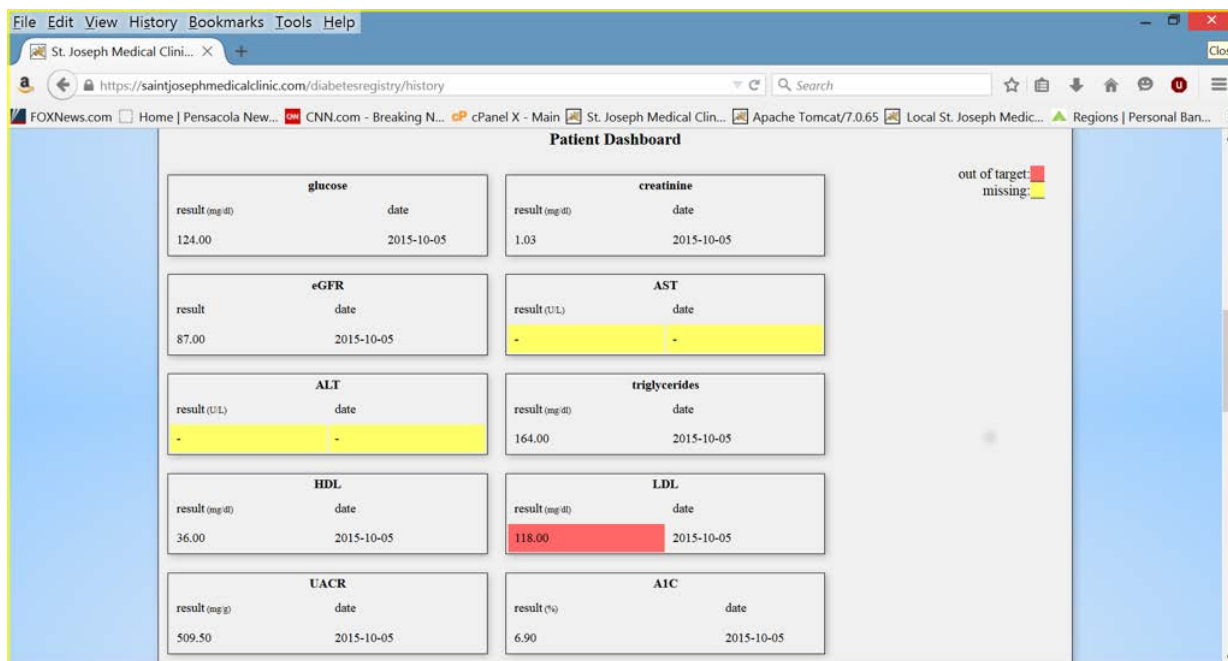 File Edit View History Bookmarks Tools Help
St. Joseph Medical Clini...
Clos
https://saintjosephmedicalclinic.com/diabetesregistry/history
Search
FOXNews.com Home | Pensacola New... CNN.com - Breaking N... cPanel X - Main St. Joseph Medical Clin... Apache Tomcat/7.0.65 Local St. Joseph Medic... Regions | Personal Ban...
Patient Dashboard
out of target:
missing:
glucose
result (mg/dl) date
124.00 2015-10-05
creatinine
result (mg/dl) date
1.03 2015-10-05
eGFR
result date
87.00 2015-10-05
AST
result (U/L) date
- -
ALT
result (U/L) date
- -
triglycerides
result (mg/dl) date
164.00 2015-10-05
HDL
result (mg/dl) date
36.00 2015-10-05
LDL
result (mg/dl) date
118.00 2015-10-05
UACR
result (mg/g) date
509.50 2015-10-05
A1C
result (%) date
6.90 2015-10-05